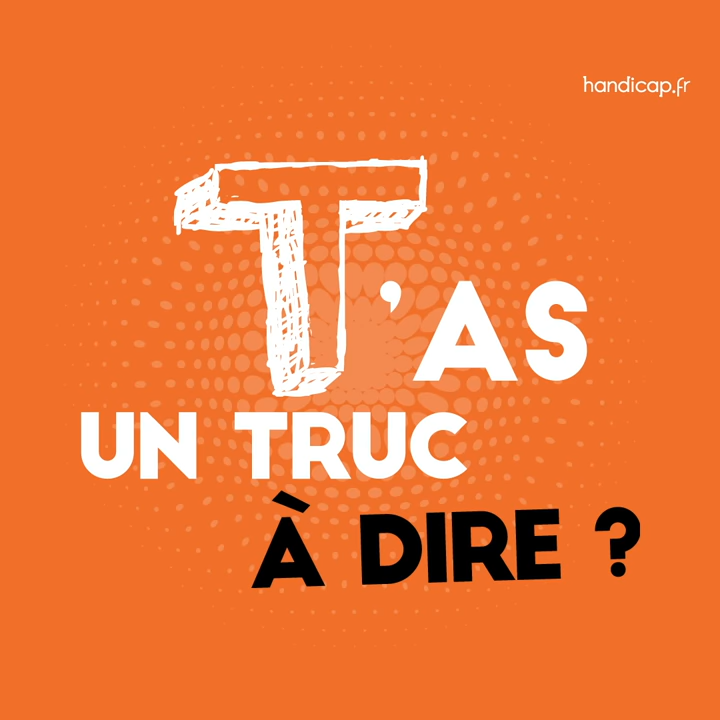 handicap.fr
T'AS
UN TRUC
À DIRE ?